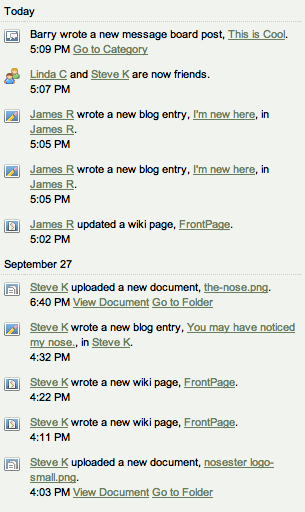 Today
Barry wrote a new message board post, This is Cool.
5:09 PM Go to Category
Linda C and Steve K are now friends.
5:07 PM
James R wrote a new blog entry, I'm new here, in
James R.
5:05 PM
James R wrote a new blog entry, I'm new here, in
James R.
5:05 PM
James R updated a wiki page, FrontPage.
5:02 PM
September 27
Steve K uploaded a new document, the-nose.png.
6:40 PM View Document Go to Folder
Steve K wrote a new blog entry, You may have noticed
my nose., in Steve K.
4:32 PM
Steve K wrote a new wiki page, FrontPage.
4:22 PM
Steve K wrote a new wiki page, FrontPage.
4:11 PM
Steve K uploaded a new document, nosester logo-
small.png.
4:03 PM View Document Go to Folder